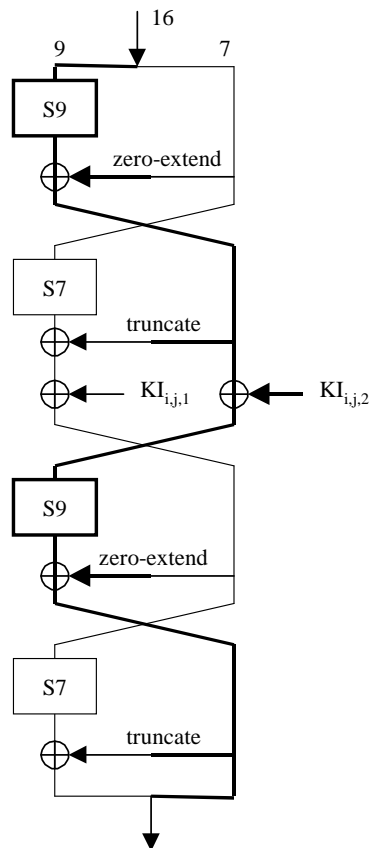 16
9 7
S9
zero-extend
S7
truncate
KI i,j,1 KI i,j,2
S9
zero-extend
S7
truncate